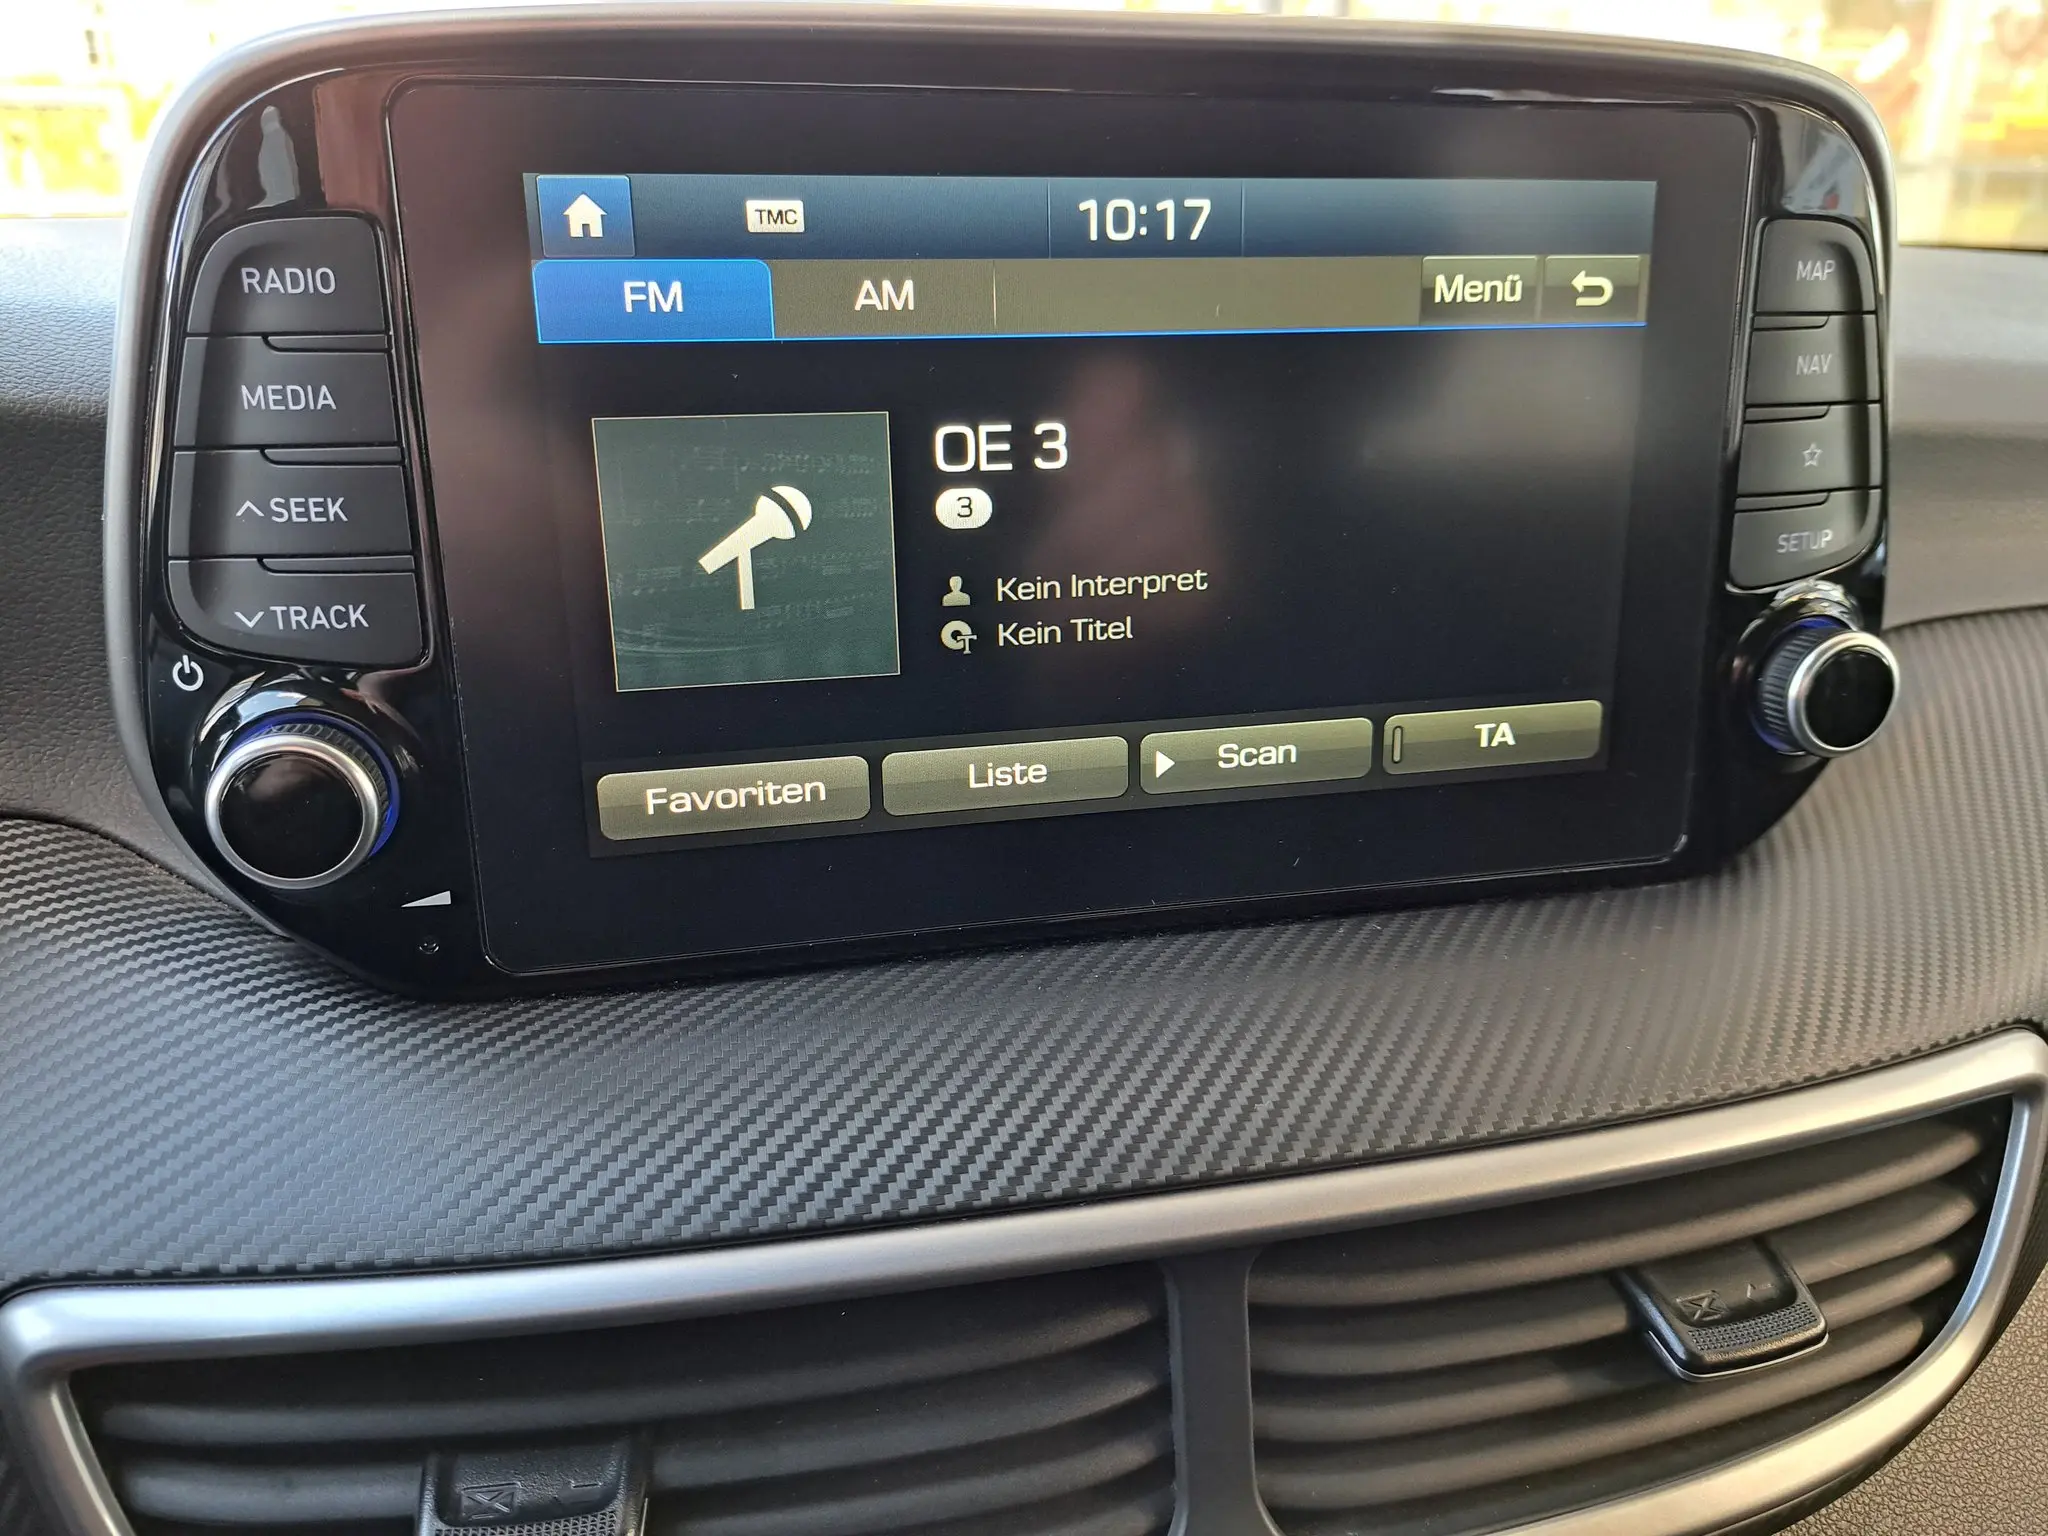 TMC
10:17
FM
AM
Menü
OE 3
3
Kein Interpret
Kein Titel
Favoriten
Liste
Scan
TA
RADIO
MEDIA
SEEK
TRACK
MAP
NAV
SETUP